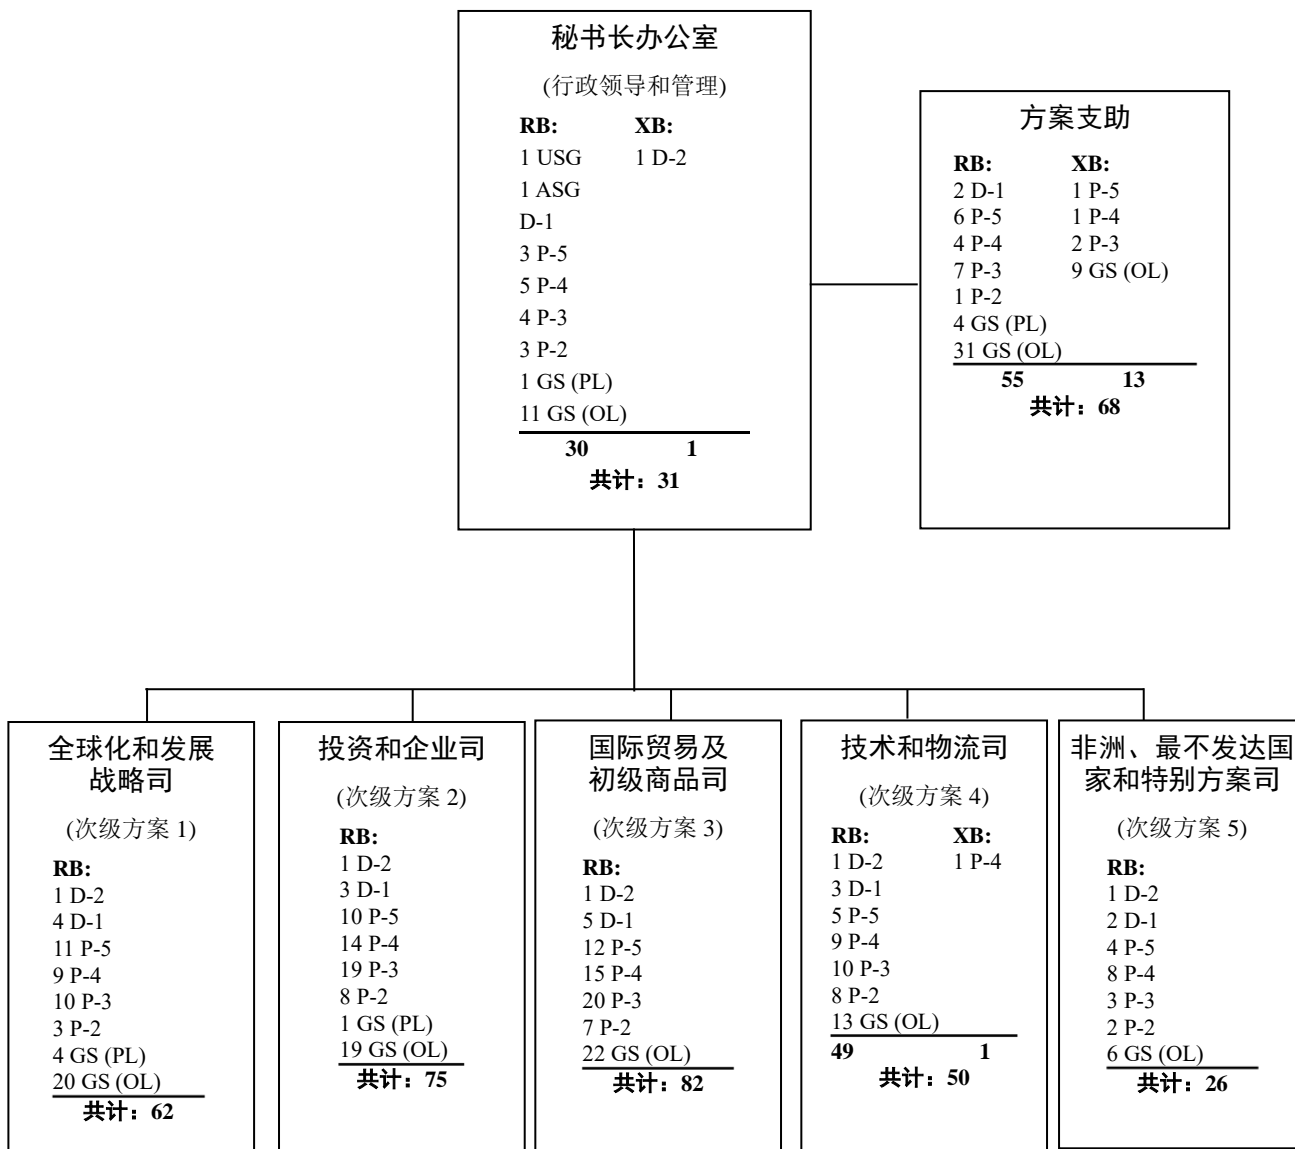 秘书长办公室
(行政领导和管理)
RB: XB:
1 USG 1 D-2
1 ASG
D-1
3 P-5
5 P-4
4 P-3
3 P-2
1 GS (PL)
11 GS (OL)
30 1
共计：31
方案支助
RB: XB:
2 D-1 1 P-5
6 P-5 1 P-4
4 P-4 2 P-3
7 P-3 9 GS (OL)
1 P-2
4 GS (PL)
31 GS (OL)
55 13
共计：68
全球化和发展
战略司
(次级方案 1)
RB:
1 D-2
4 D-1
11 P-5
9 P-4
10 P-3
3 P-2
4 GS (PL)
20 GS (OL)
共计：62
投资和企业司
(次级方案 2)
RB:
1 D-2
3 D-1
10 P-5
14 P-4
19 P-3
8 P-2
1 GS (PL)
19 GS (OL)
共计：75
国际贸易及
初级商品司
(次级方案 3)
RB:
1 D-2
5 D-1
12 P-5
15 P-4
20 P-3
7 P-2
22 GS (OL)
共计：82
技术和物流司
(次级方案 4)
RB: XB:
1 D-2 1 P-4
3 D-1
5 P-5
9 P-4
10 P-3
8 P-2
13 GS (OL)
49 1
共计：50
非洲、最不发达国
家和特别方案司
(次级方案 5)
RB:
1 D-2
2 D-1
4 P-5
8 P-4
3 P-3
2 P-2
6 GS (OL)
共计：26